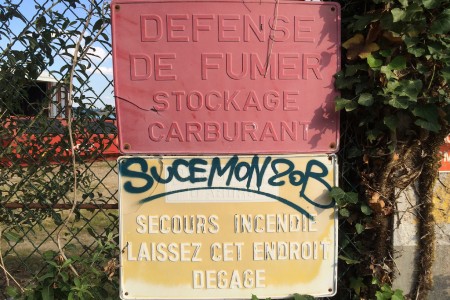 DEFENSE
DE FUMER
STOCKAGE
CARBURANT
SUCEMONZOB
SECOURS INCENDIE
LAISSEZ CET ENDROIT
DEGAGE